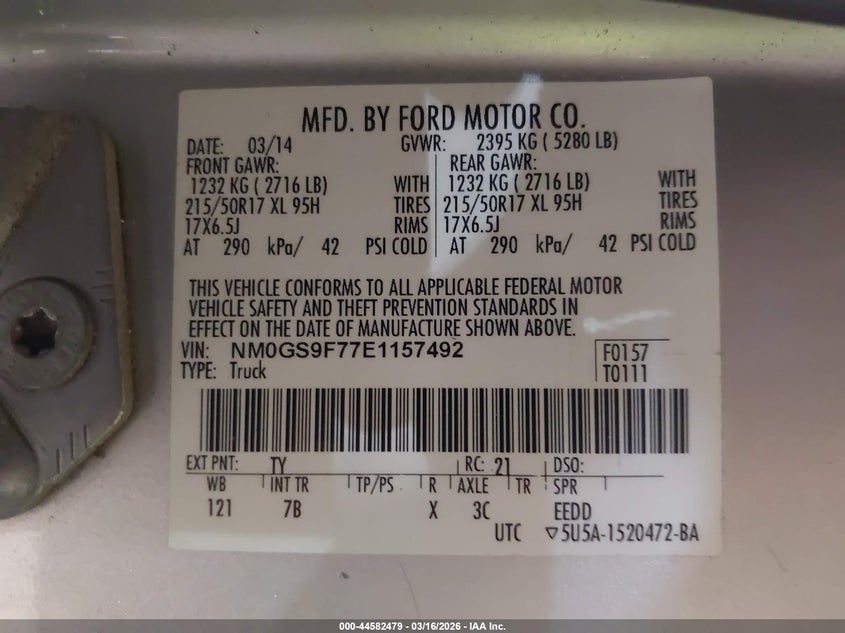 MFD. BY FORD MOTOR CO.
DATE: 03/14 GVWR: 2395 KG ( 5280 LB)
FRONT GAWR: REAR GAWR:
1232 KG ( 2716 LB) WITH 1232 KG ( 2716 LB) WITH
215/50R17 XL 95H TIRES 215/50R17 XL 95H TIRES
17X6.5J RIMS 17X6.5J RIMS
AT 290 kPa/ 42 PSI COLD AT 290 kPa/ 42 PSI COLD
THIS VEHICLE CONFORMS TO ALL APPLICABLE FEDERAL MOTOR
VEHICLE SAFETY AND THEFT PREVENTION STANDARDS IN
EFFECT ON THE DATE OF MANUFACTURE SHOWN ABOVE.
VIN: NM0GS9F77E1157492 F0157
TYPE: Truck T0111
EXT PNT: TY RC: 21 DSO:
WB INT TR TP/PS R AXLE TR SPR
121 7B X 3C EEDD
UTC ▽5U5A-1520472-BA
000-44582479 - 03/16/2026 - IAA Inc.